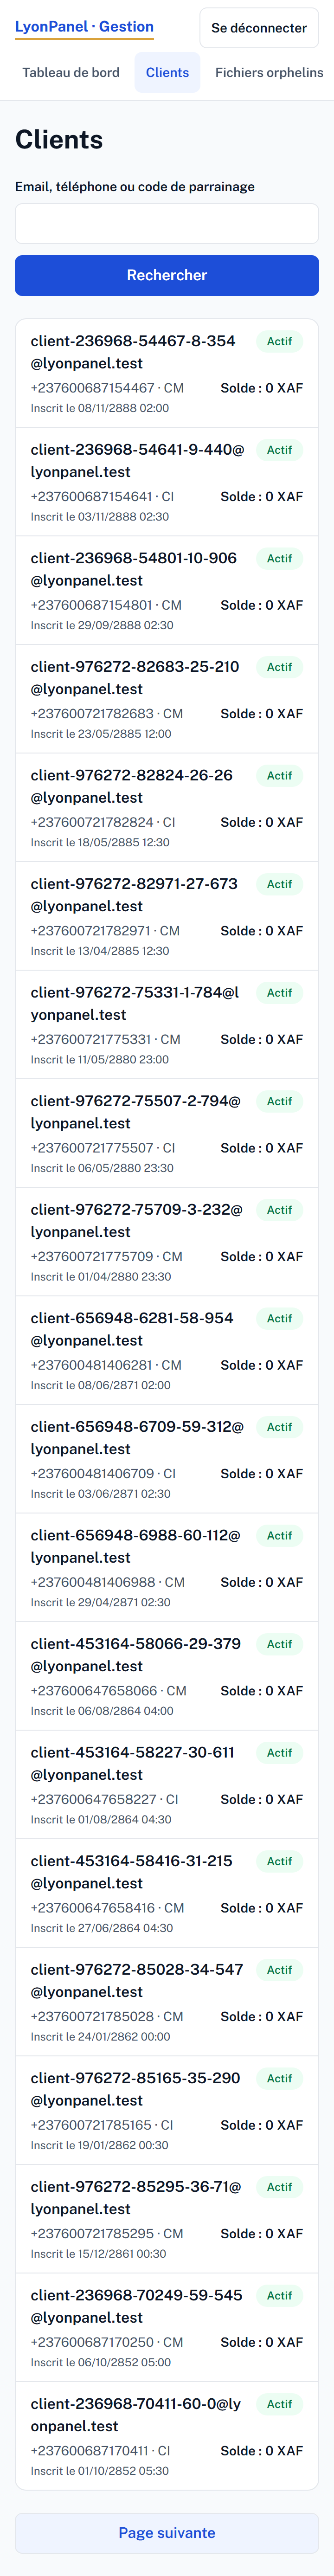 LyonPanel · Gestion
Se déconnecter
Tableau de bord
Clients
Fichiers orphelins
Clients
Email, téléphone ou code de parrainage
Rechercher
client-236968-54467-8-354
@lyonpanel.test
Actif
+237600687154467 · CM
Solde : 0 XAF
Inscrit le 08/11/2888 02:00
client-236968-54641-9-440@
lyonpanel.test
Actif
+237600687154641 · CI
Solde : 0 XAF
Inscrit le 03/11/2888 02:30
client-236968-54801-10-906
@lyonpanel.test
Actif
+237600687154801 · CM
Solde : 0 XAF
Inscrit le 29/09/2888 02:30
client-976272-82683-25-210
@lyonpanel.test
Actif
+237600721782683 · CM
Solde : 0 XAF
Inscrit le 23/05/2885 12:00
client-976272-82824-26-26
@lyonpanel.test
Actif
+237600721782824 · CI
Solde : 0 XAF
Inscrit le 18/05/2885 12:30
client-976272-82971-27-673
@lyonpanel.test
Actif
+237600721782971 · CM
Solde : 0 XAF
Inscrit le 13/04/2885 12:30
client-976272-75331-1-784@l
yonpanel.test
Actif
+237600721775331 · CM
Solde : 0 XAF
Inscrit le 11/05/2880 23:00
client-976272-75507-2-794@
lyonpanel.test
Actif
+237600721775507 · CI
Solde : 0 XAF
Inscrit le 06/05/2880 23:30
client-976272-75709-3-232@
lyonpanel.test
Actif
+237600721775709 · CM
Solde : 0 XAF
Inscrit le 01/04/2880 23:30
client-656948-6281-58-954
@lyonpanel.test
Actif
+237600481406281 · CM
Solde : 0 XAF
Inscrit le 08/06/2871 02:00
client-656948-6709-59-312@
lyonpanel.test
Actif
+237600481406709 · CI
Solde : 0 XAF
Inscrit le 03/06/2871 02:30
client-656948-6988-60-112@
lyonpanel.test
Actif
+237600481406988 · CM
Solde : 0 XAF
Inscrit le 29/04/2871 02:30
client-453164-58066-29-379
@lyonpanel.test
Actif
+237600647658066 · CM
Solde : 0 XAF
Inscrit le 06/08/2864 04:00
client-453164-58227-30-611
@lyonpanel.test
Actif
+237600647658227 · CI
Solde : 0 XAF
Inscrit le 01/08/2864 04:30
client-453164-58416-31-215
@lyonpanel.test
Actif
+237600647658416 · CM
Solde : 0 XAF
Inscrit le 27/06/2864 04:30
client-976272-85028-34-547
@lyonpanel.test
Actif
+237600721785028 · CM
Solde : 0 XAF
Inscrit le 24/01/2862 00:00
client-976272-85165-35-290
@lyonpanel.test
Actif
+237600721785165 · CI
Solde : 0 XAF
Inscrit le 19/01/2862 00:30
client-976272-85295-36-71@
lyonpanel.test
Actif
+237600721785295 · CM
Solde : 0 XAF
Inscrit le 15/12/2861 00:30
client-236968-70249-59-545
@lyonpanel.test
Actif
+237600687170250 · CM
Solde : 0 XAF
Inscrit le 06/10/2852 05:00
client-236968-70411-60-0@ly
onpanel.test
Actif
+237600687170411 · CI
Solde : 0 XAF
Inscrit le 01/10/2852 05:30
Page suivante